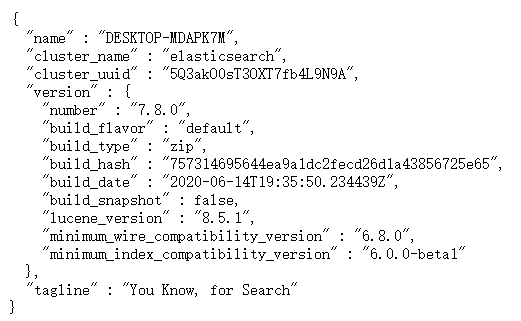 {
  "name" : "DESKTOP-MDAPK7M",
  "cluster_name" : "elasticsearch",
  "cluster_uuid" : "5Q3akO0sT3OXT7fb4L9N9A",
  "version" : {
    "number" : "7.8.0",
    "build_flavor" : "default",
    "build_type" : "zip",
    "build_hash" : "757314695644ea9a1dc2fecd26d1a43856725e65",
    "build_date" : "2020-06-14T19:35:50.234439Z",
    "build_snapshot" : false,
    "lucene_version" : "8.5.1",
    "minimum_wire_compatibility_version" : "6.8.0",
    "minimum_index_compatibility_version" : "6.0.0-beta1"
  },
  "tagline" : "You Know, for Search"
}